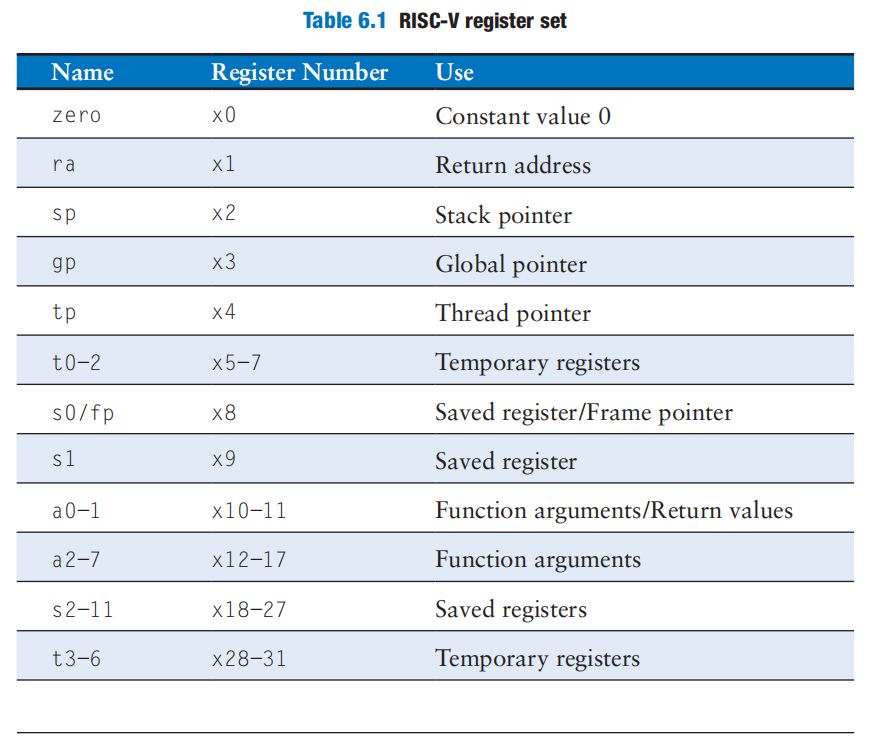 Table 6.1 RISC-V register set
Name Register Number Use
zero x0 Constant value 0
ra x1 Return address
sp x2 Stack pointer
gp x3 Global pointer
tp x4 Thread pointer
t0–2 x5–7 Temporary registers
s0/fp x8 Saved register/Frame pointer
s1 x9 Saved register
a0–1 x10–11 Function arguments/Return values
a2–7 x12–17 Function arguments
s2–11 x18–27 Saved registers
t3–6 x28–31 Temporary registers